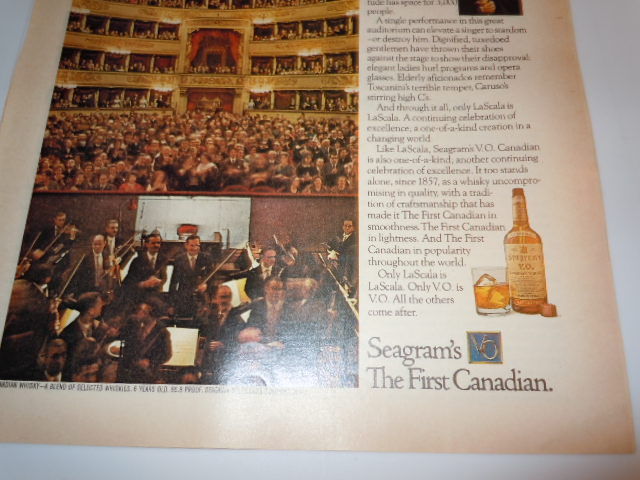 tude has space for 3,000
people.
A single performance in this great
auditorium can elevate a singer to stardom
—or destroy him. Dignified, tuxedoed
gentlemen have thrown their shoes
against the stage to show their disapproval;
elegant ladies hurl programs and opera
glasses. Elderly aficionados remember
Toscanini's terrible temper, Caruso's
stirring high C's.
And through it all, only LaScala is
LaScala. A continuing celebration of
excellence, a one-of-a-kind creation in a
changing world.
Like LaScala, Seagram's V.O. Canadian
is also one-of-a-kind, another continuing
celebration of excellence. It too stands
alone, since 1857, as a whisky uncompro-
mising in quality, with a tradi-
tion of craftsmanship that has
made it The First Canadian in
smoothness. The First Canadian
in lightness. And The First
Canadian in popularity
throughout the world.
Only LaScala is
LaScala. Only V.O. is
V.O. All the others
come after.
SEAGRAM'S
V.O.
Seagram's VO
The First Canadian.
NADIAN WHISKY—A BLEND OF SELECTED WHISKIES. 6 YEARS OLD. 86.8 PROOF.